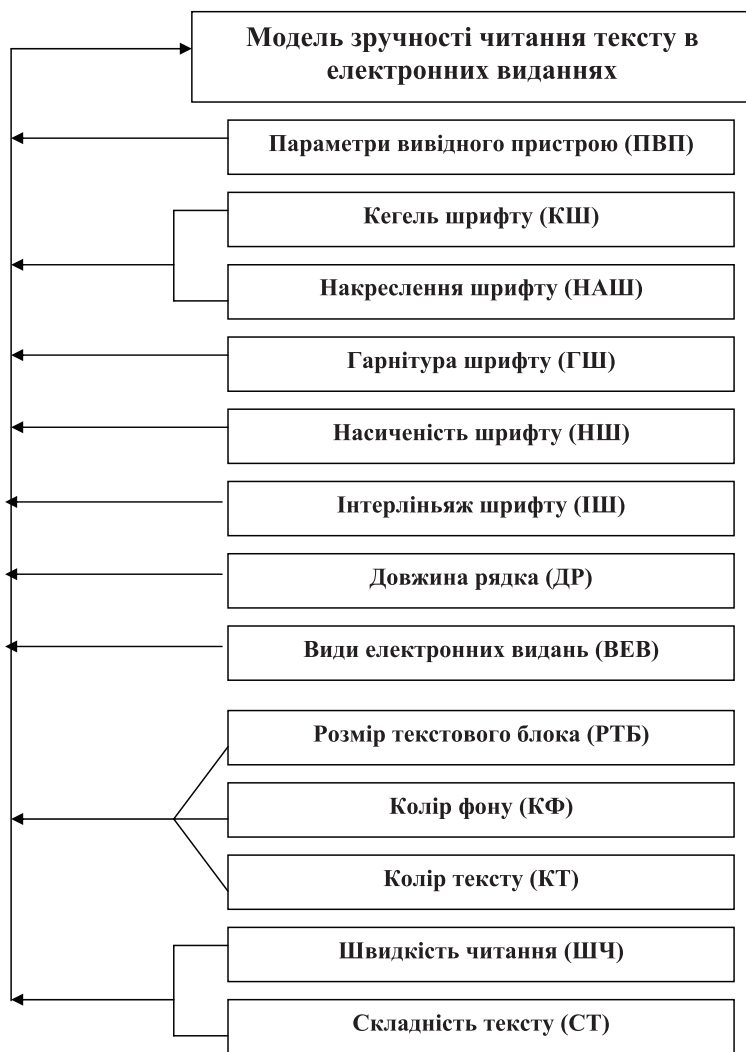 Модель зручності читання тексту в
електронних виданнях
Параметри вивідного пристрою (ПВП)
Кегель шрифту (КШ)
Накреслення шрифту (НАШ)
Гарнітура шрифту (ГШ)
Насиченість шрифту (НШ)
Інтерліньяж шрифту (ІШ)
Довжина рядка (ДР)
Види електронних видань (ВЕВ)
Розмір текстового блока (РТБ)
Колір фону (КФ)
Колір тексту (КТ)
Швидкість читання (ШЧ)
Складність тексту (СТ)